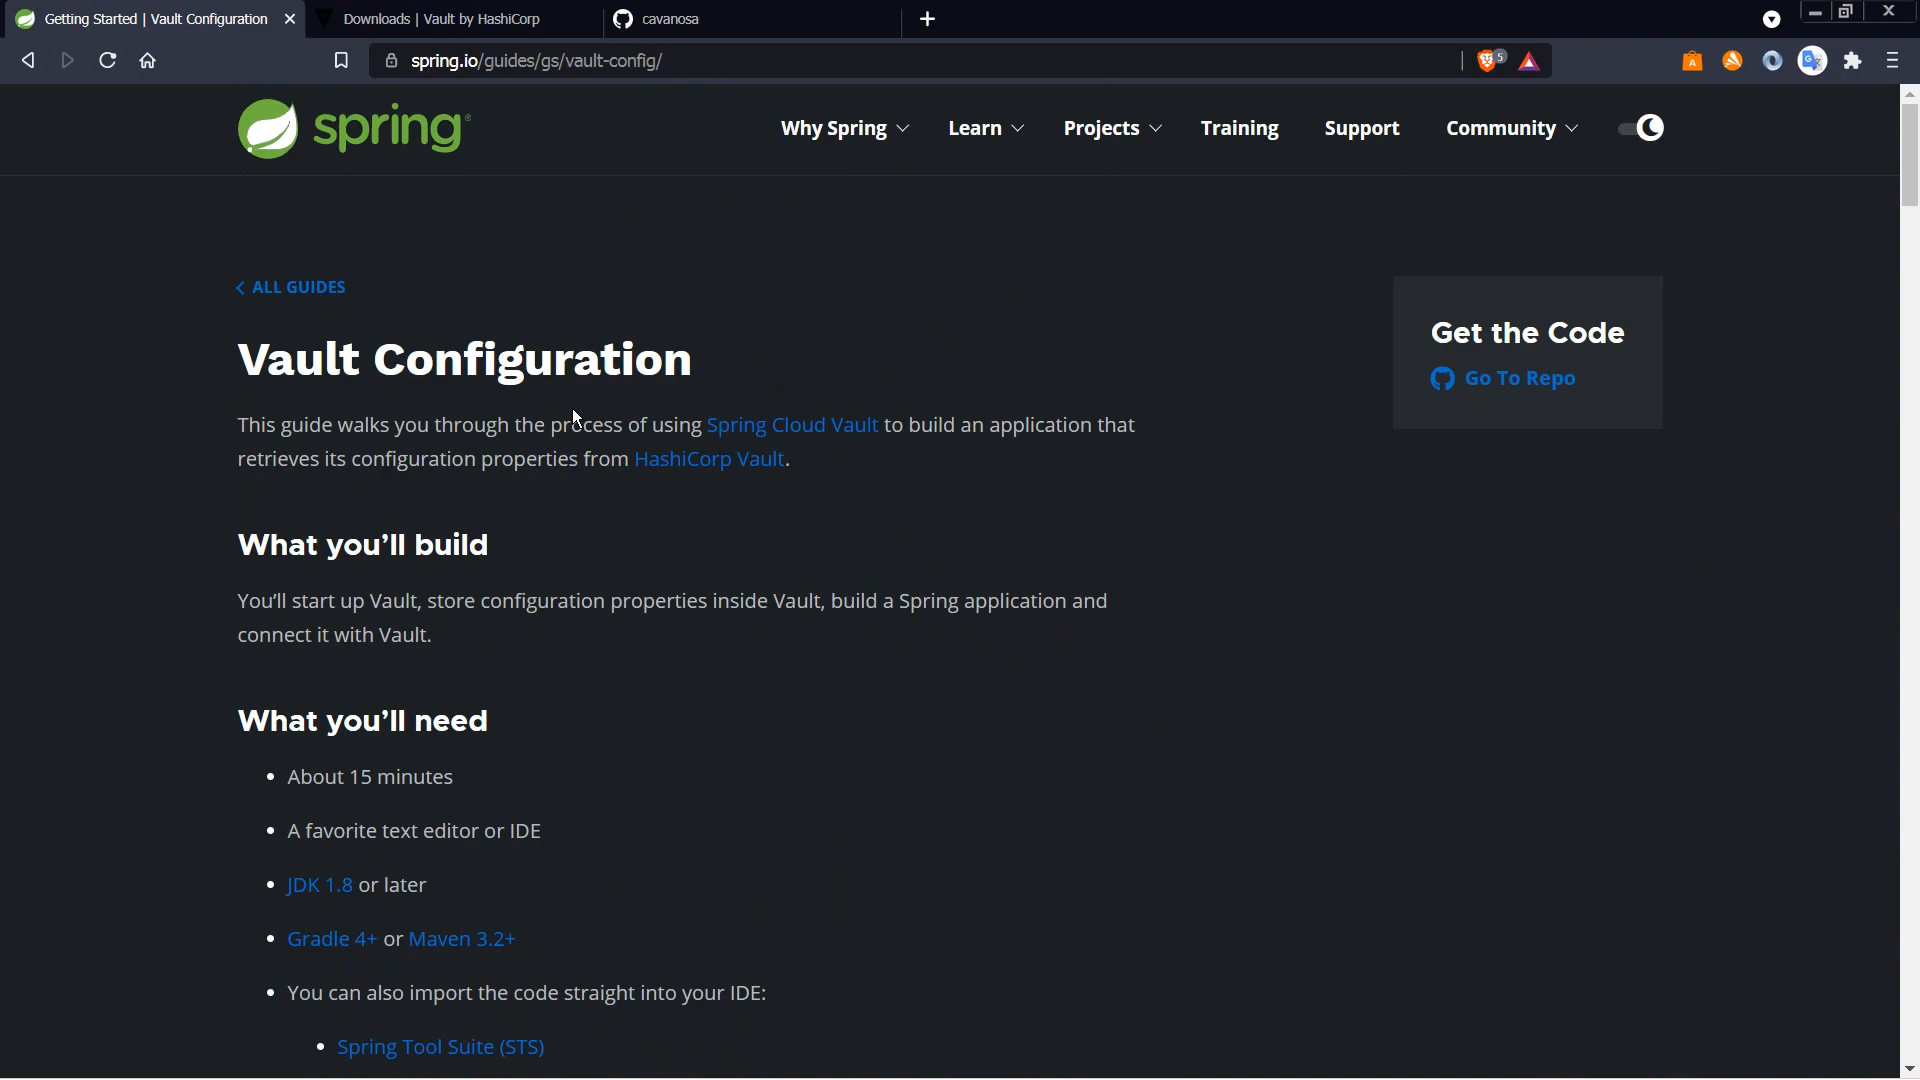 Getting Started | Vault Configuration
Downloads | Vault by HashiCorp
cavanosa
spring.io/guides/gs/vault-config/
5
spring
Why Spring
Learn
Projects
Training
Support
Community
ALL GUIDES
Vault Configuration
This guide walks you through the process of using Spring Cloud Vault to build an application that
retrieves its configuration properties from HashiCorp Vault.
Get the Code
Go To Repo
What you’ll build
You’ll start up Vault, store configuration properties inside Vault, build a Spring application and
connect it with Vault.
What you’ll need
• About 15 minutes
• A favorite text editor or IDE
• JDK 1.8 or later
• Gradle 4+ or Maven 3.2+
• You can also import the code straight into your IDE:
• Spring Tool Suite (STS)